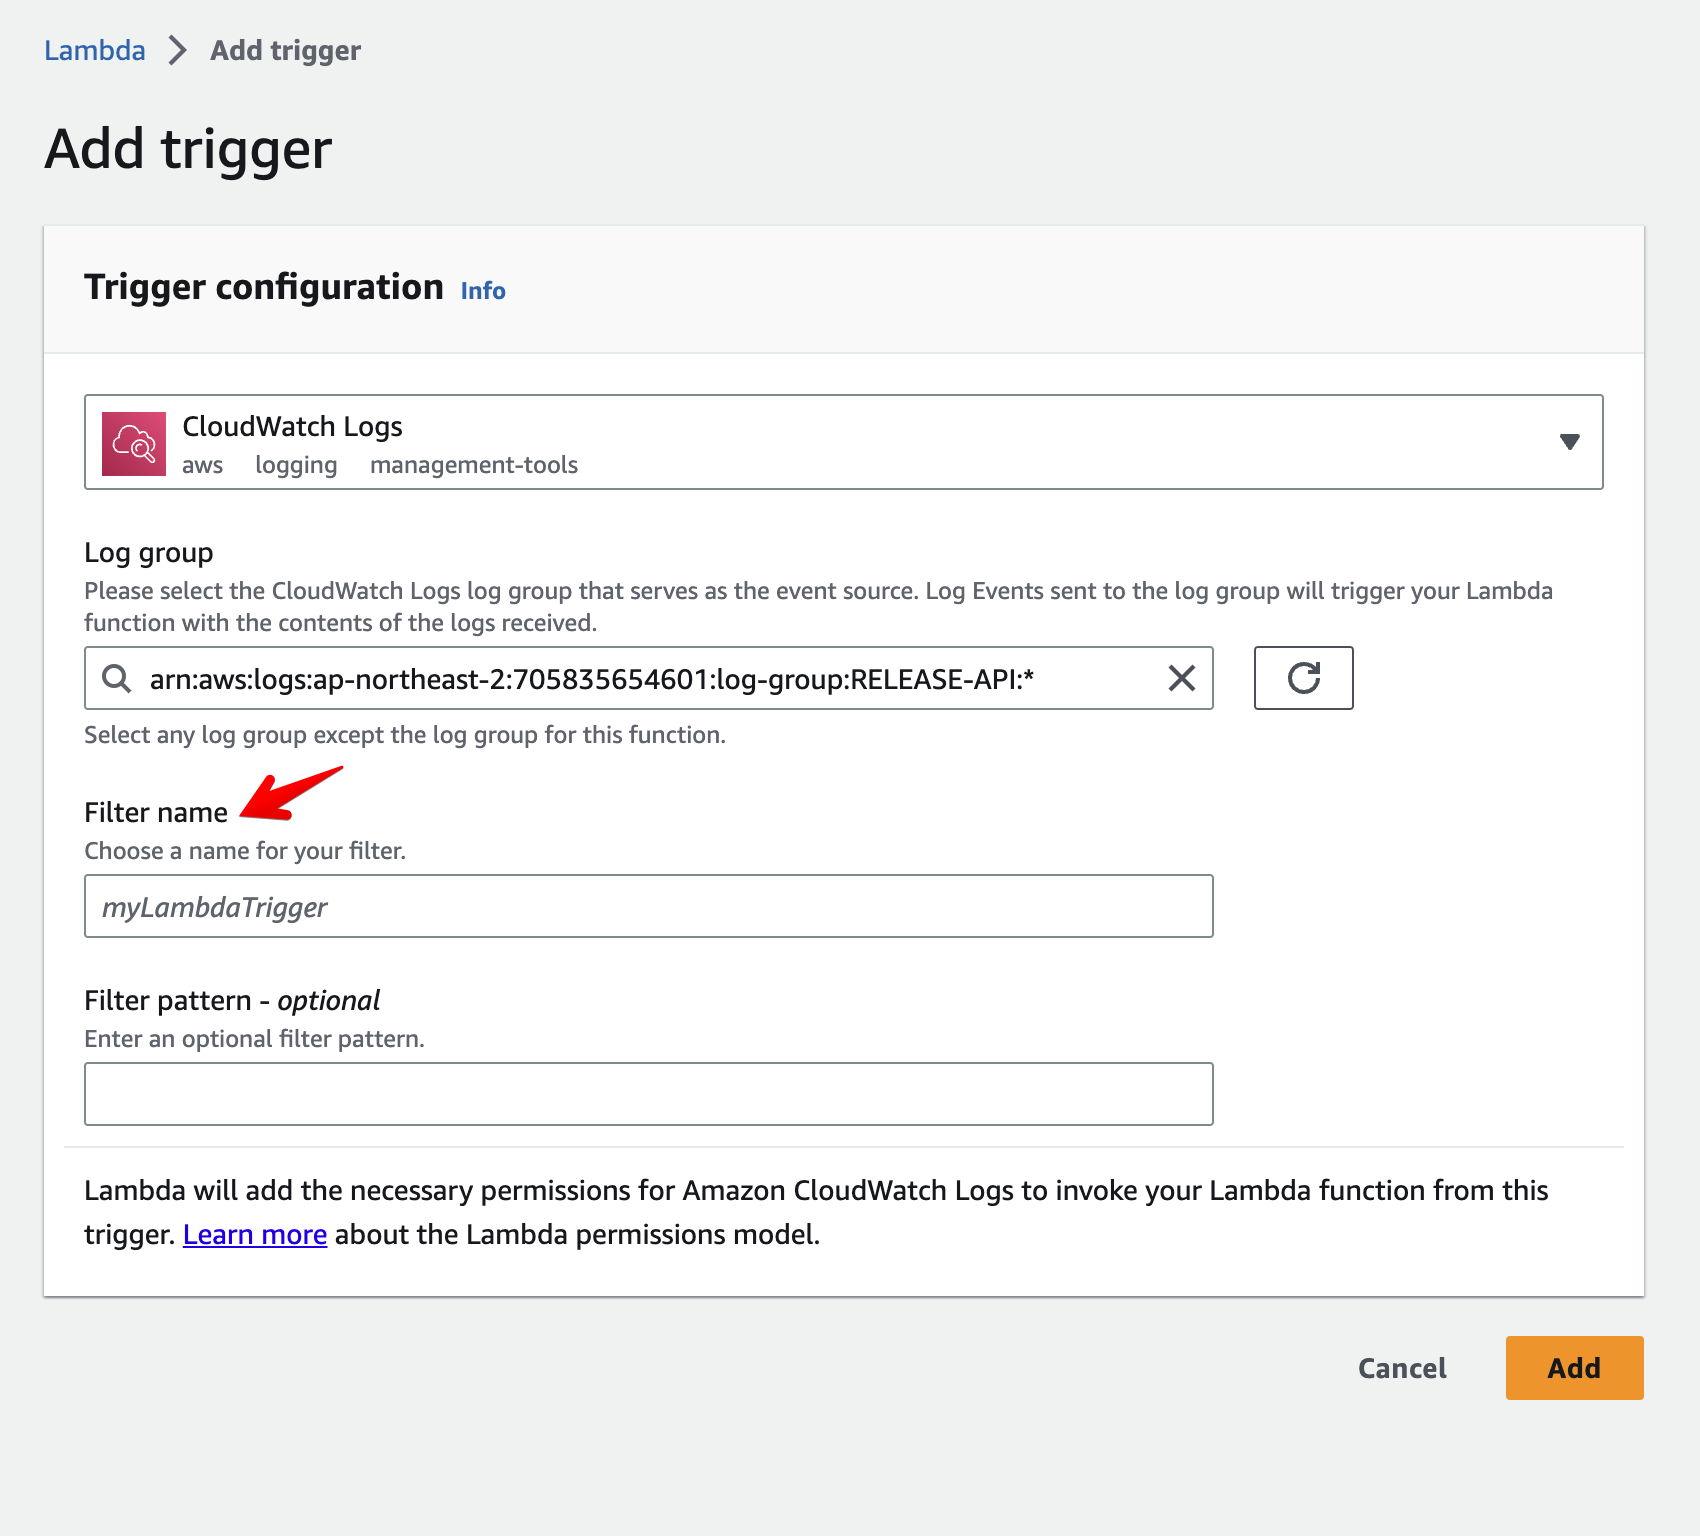 Lambda > Add trigger
Add trigger
Trigger configuration Info
CloudWatch Logs
aws logging management-tools
Log group
Please select the CloudWatch Logs log group that serves as the event source. Log Events sent to the log group will trigger your Lambda
function with the contents of the logs received.
arn:aws:logs:ap-northeast-2:705835654601:log-group:RELEASE-API:*
Select any log group except the log group for this function.
Filter name
Choose a name for your filter.
myLambdaTrigger
Filter pattern - optional
Enter an optional filter pattern.
Lambda will add the necessary permissions for Amazon CloudWatch Logs to invoke your Lambda function from this
trigger. Learn more about the Lambda permissions model.
Cancel Add